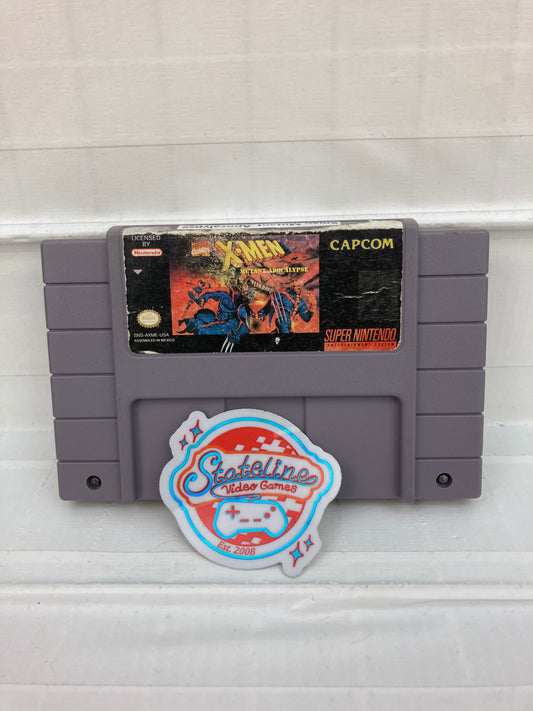 LICENSED
BY
Nintendo
X-MEN
MUTANT APOCALYPSE
CAPCOM
SNS-AXME-USA
ASSEMBLED IN MEXICO
SUPER NINTENDO
ENTERTAINMENT SYSTEM
Stateline
Video Games
Est. 2008